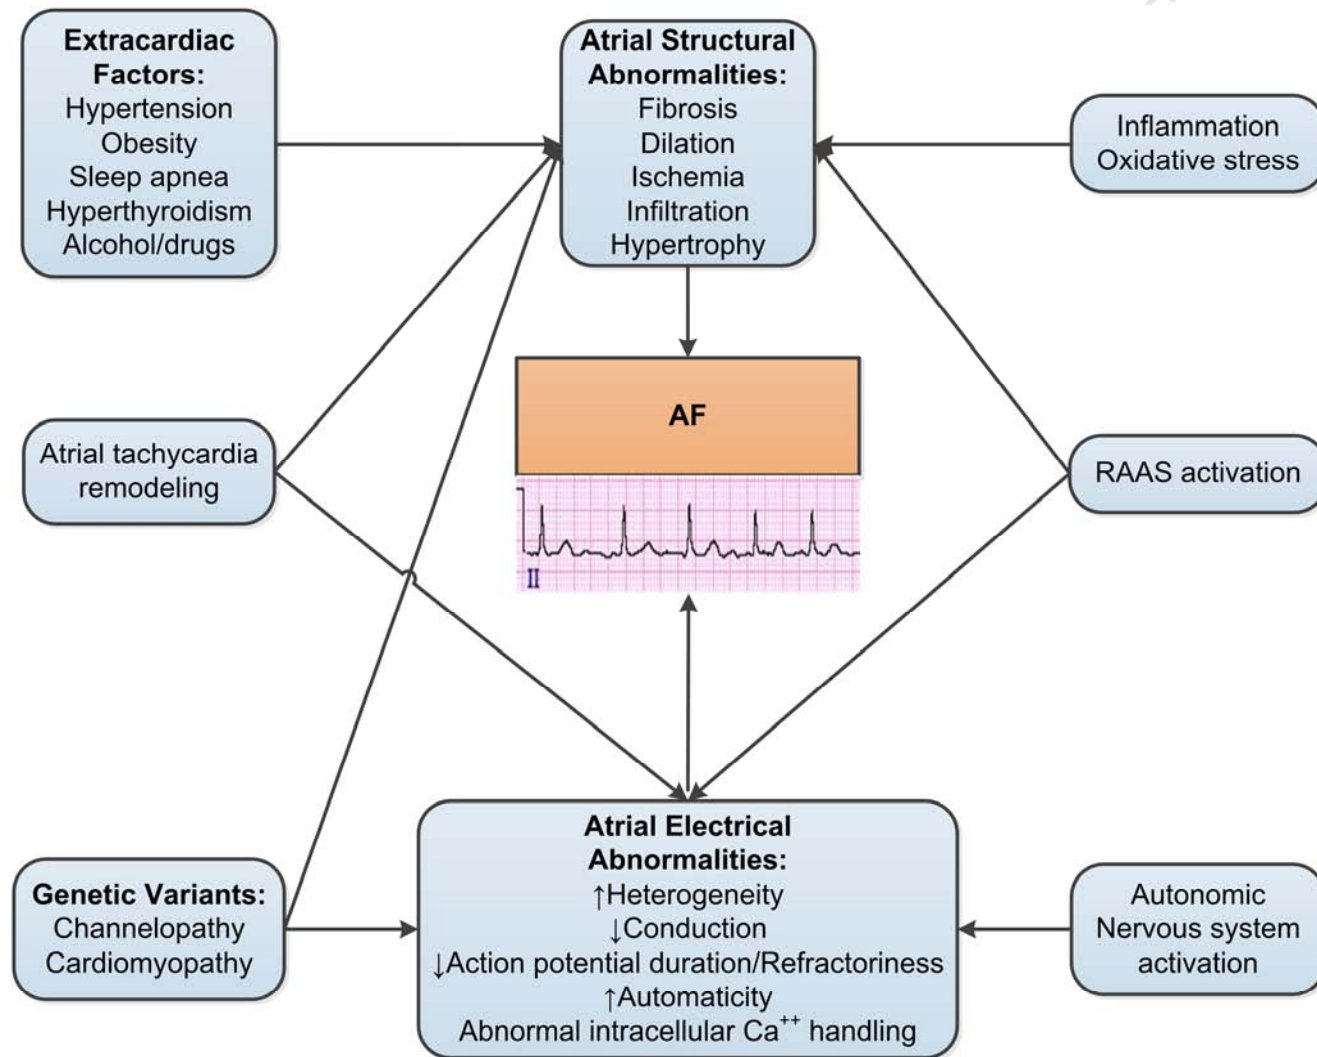 Extracardiac
Factors:
Hypertension
Obesity
Sleep apnea
Hyperthyroidism
Alcohol/drugs
Atrial Structural
Abnormalities:
Fibrosis
Dilation
Ischemia
Infiltration
Hypertrophy
Inflammation
Oxidative stress
AF
II
Atrial tachycardia
remodeling
RAAS activation
Genetic Variants:
Channelopathy
Cardiomyopathy
Atrial Electrical
Abnormalities:
↑Heterogeneity
↓Conduction
↓Action potential duration/Refractoriness
↑Automaticity
Abnormal intracellular Ca⁺⁺ handling
Autonomic
Nervous system
activation